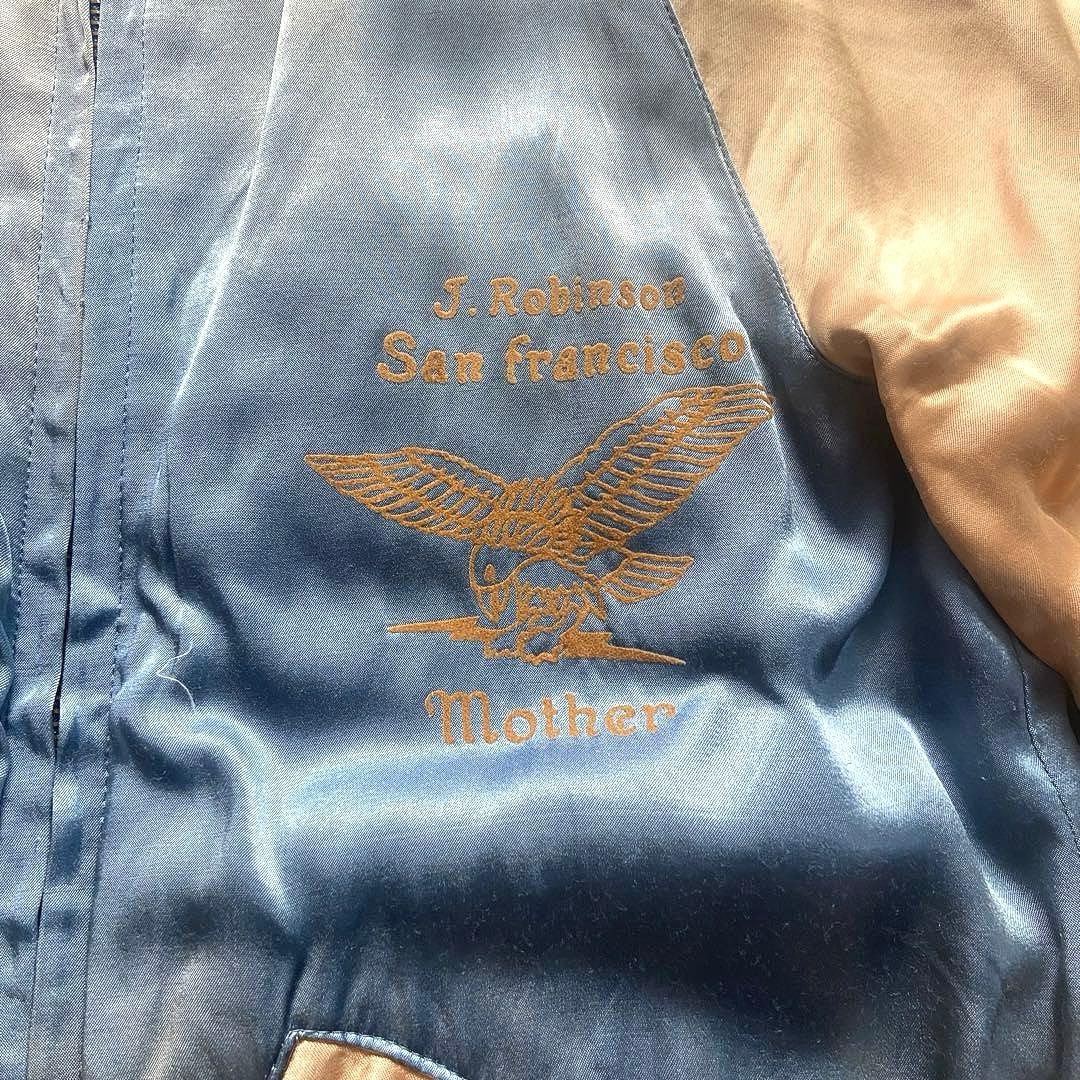 J. Robinson
San francisco
Mother